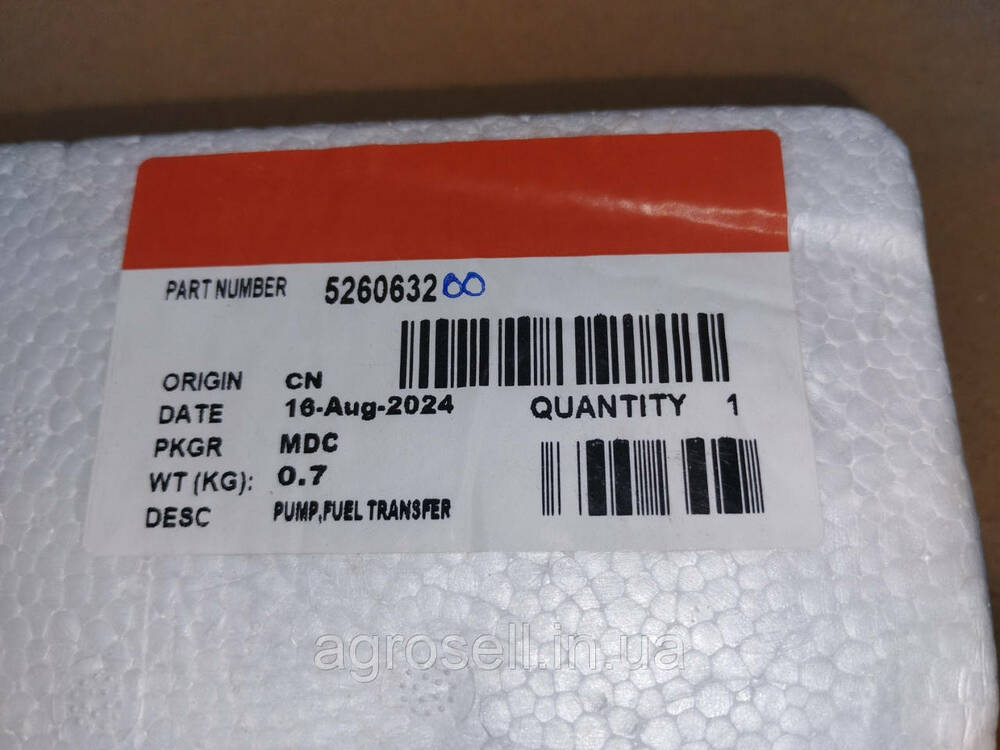 PART NUMBER 526063200
ORIGIN CN
DATE 16-Aug-2024
QUANTITY 1
PKGR MDC
WT (KG): 0.7
DESC PUMP,FUEL TRANSFER
agrosell.in.ua